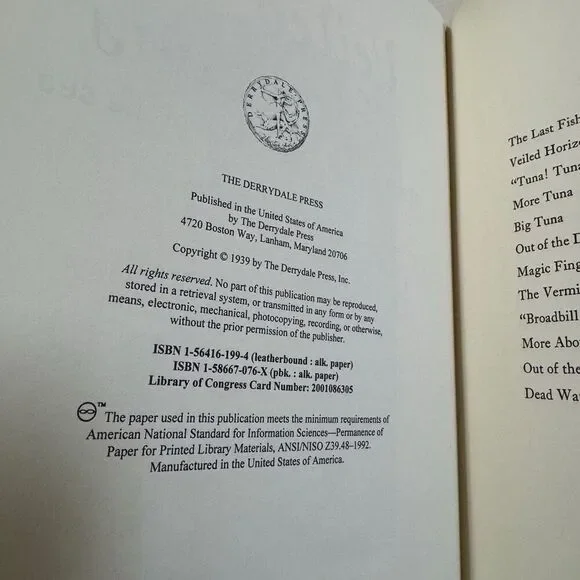 DERRYDALE PRESS
THE DERRYDALE PRESS
Published in the United States of America
by The Derrydale Press
4720 Boston Way, Lanham, Maryland 20706
Copyright © 1939 by The Derrydale Press, Inc.
All rights reserved. No part of this publication may be reproduced,
stored in a retrieval system, or transmitted in any form or by any
means, electronic, mechanical, photocopying, recording, or otherwise,
without the prior permission of the publisher.
ISBN 1-56416-199-4 (leatherbound : alk. paper)
ISBN 1-58667-076-X (pbk. : alk. paper)
Library of Congress Card Number: 2001086305
∞™ The paper used in this publication meets the minimum requirements of
American National Standard for Information Sciences—Permanence of
Paper for Printed Library Materials, ANSI/NISO Z39.48–1992.
Manufactured in the United States of America.
The Last Fish
Veiled Horizo
"Tuna! Tuna
More Tuna
Big Tuna
Out of the D
Magic Fing
The Vermi
"Broadbill
More Abo
Out of the
Dead Wa